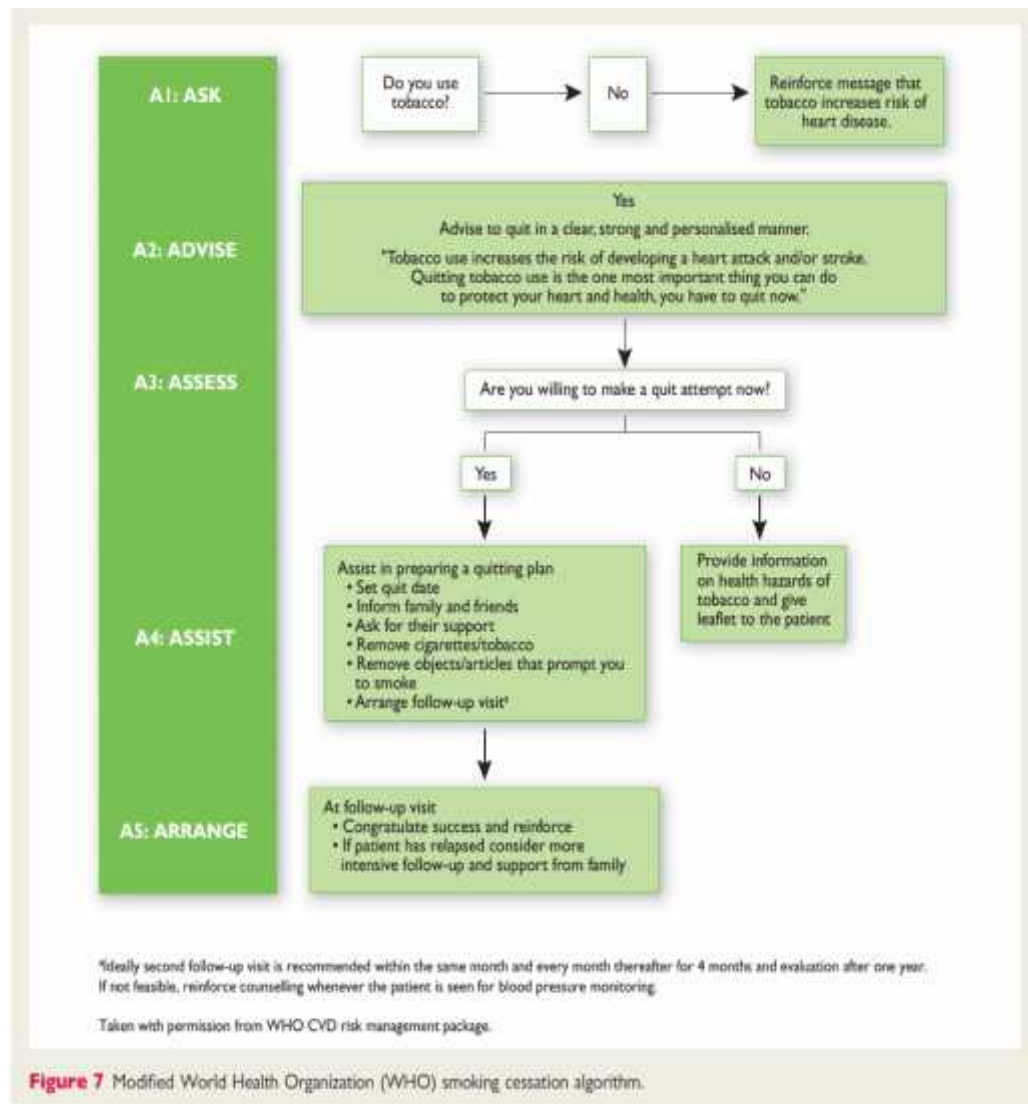 A1: ASK
Do you use
tobacco?
No
Reinforce message that
tobacco increases risk of
heart disease.
A2: ADVISE
Yes
Advise to quit in a clear, strong and personalised manner.
"Tobacco use increases the risk of developing a heart attack and/or stroke.
Quitting tobacco use is the one most important thing you can do
to protect your heart and health, you have to quit now."
A3: ASSESS
Are you willing to make a quit attempt now?
Yes
No
A4: ASSIST
Assist in preparing a quitting plan
• Set quit date
• Inform family and friends
• Ask for their support
• Remove cigarettes/tobacco
• Remove objects/articles that prompt you
to smoke
• Arrange follow-up visitª
Provide information
on health hazards of
tobacco and give
leaflet to the patient
A5: ARRANGE
At follow-up visit
• Congratulate success and reinforce
• If patient has relapsed consider more
intensive follow-up and support from family
ªIdeally second follow-up visit is recommended within the same month and every month thereafter for 4 months and evaluation after one year.
If not feasible, reinforce counselling whenever the patient is seen for blood pressure monitoring.
Taken with permission from WHO CVD risk management package.
Figure 7 Modified World Health Organization (WHO) smoking cessation algorithm.